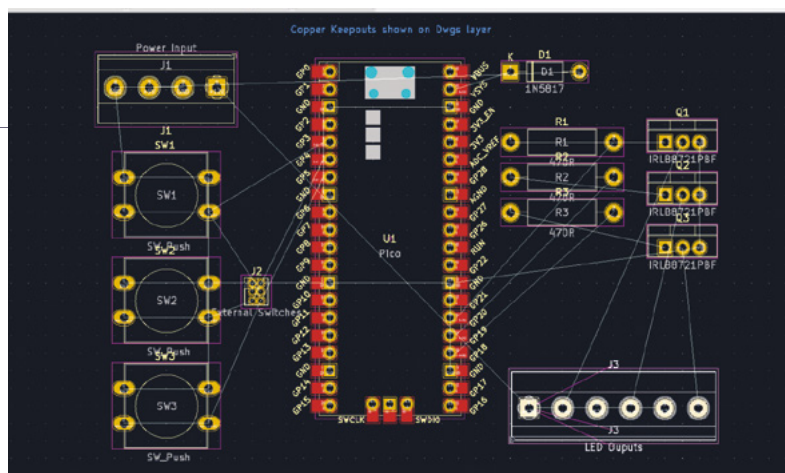 Copper Keepouts shown on Dwgs layer
Power Input
J1
J1
SW1
SW1
SW_Push
SW2
SW2
SW_Push
SW3
SW3
SW_Push
J2
External Switches
GP0
GP1
GND
GP2
GP3
GP4
GP5
GND
GP6
GP7
GP8
GP9
GND
GP10
GP11
GP12
GP13
GND
GP14
GP15
U1
Pico
SWCLK
SWDIO
VBUS
VSYS
GND
3V3_EN
3V3
ADC_VREF
GP28
AGND
GP27
GP26
RUN
GP22
GND
GP21
GP20
GP19
GP18
GND
GP17
GP16
K
D1
D1
1N5817
R1
R2
470R
R2
R3
470R
R3
470R
Q1
IRLB8721PBF
Q2
IRLB8721PBF
Q3
IRLB8721PBF
J3
J3
LED Ouputs